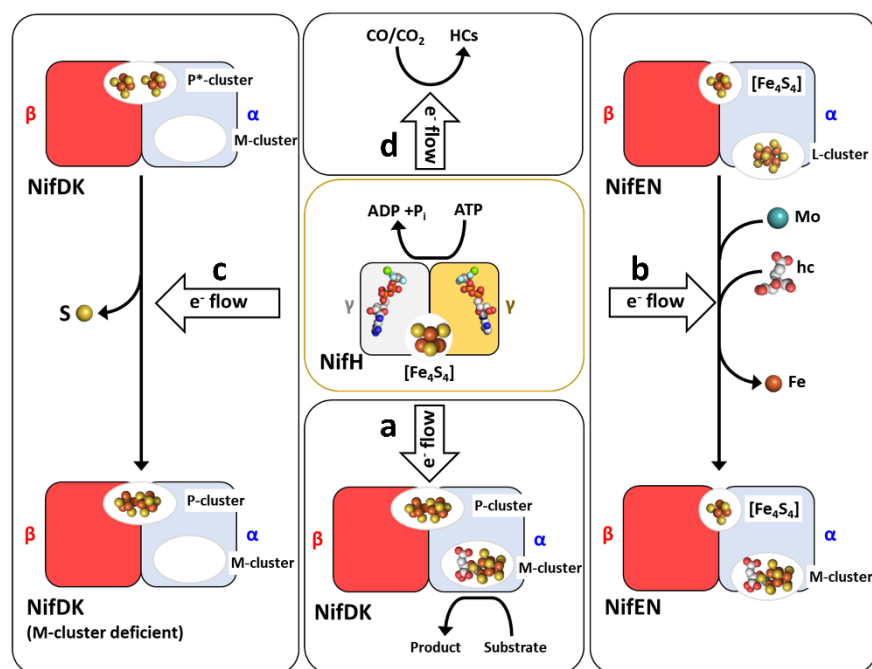 P*-cluster
β
α
M-cluster
NifDK
c
e⁻ flow
S
P-cluster
β
α
M-cluster
NifDK
(M-cluster deficient)
CO/CO₂ HCs
d
e⁻ flow
ADP +Pᵢ ATP
γ
γ
NifH
[Fe₄S₄]
a
e⁻ flow
P-cluster
β
α
M-cluster
NifDK
Product Substrate
[Fe₄S₄]
β
α
L-cluster
NifEN
Mo
b
hc
e⁻ flow
Fe
[Fe₄S₄]
β
α
M-cluster
NifEN